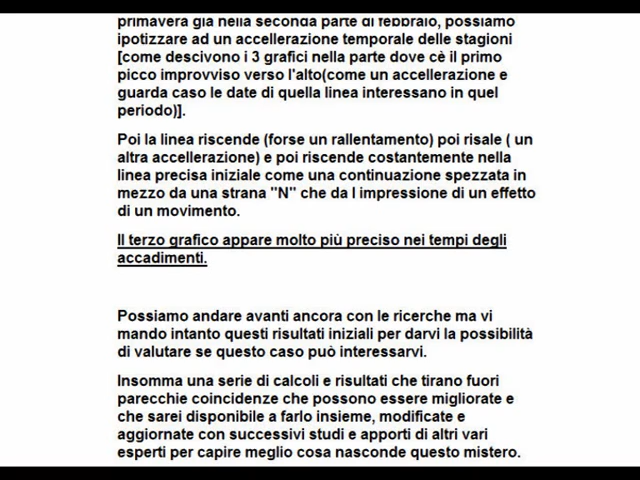 primavera già nella seconda parte di febbraio, possiamo
ipotizzare ad un accellerazione temporale delle stagioni
[come descivono i 3 grafici nella parte dove cè il primo
picco improvviso verso l'alto(come un accellerazione e
guarda caso le date di quella linea interessano in quel
periodo)].
Poi la linea riscende (forse un rallentamento) poi risale ( un
altra accellerazione) e poi riscende costantemente nella
linea precisa iniziale come una continuazione spezzata in
mezzo da una strana "N" che da l impressione di un effetto
di un movimento.
Il terzo grafico appare molto più preciso nei tempi degli
accadimenti.
Possiamo andare avanti ancora con le ricerche ma vi
mando intanto questi risultati iniziali per darvi la possibilità
di valutare se questo caso può interessarvi.
Insomma una serie di calcoli e risultati che tirano fuori
parecchie coincidenze che possono essere migliorate e
che sarei disponibile a farlo insieme, modificate e
aggiornate con successivi studi e apporti di altri vari
esperti per capire meglio cosa nasconde questo mistero.